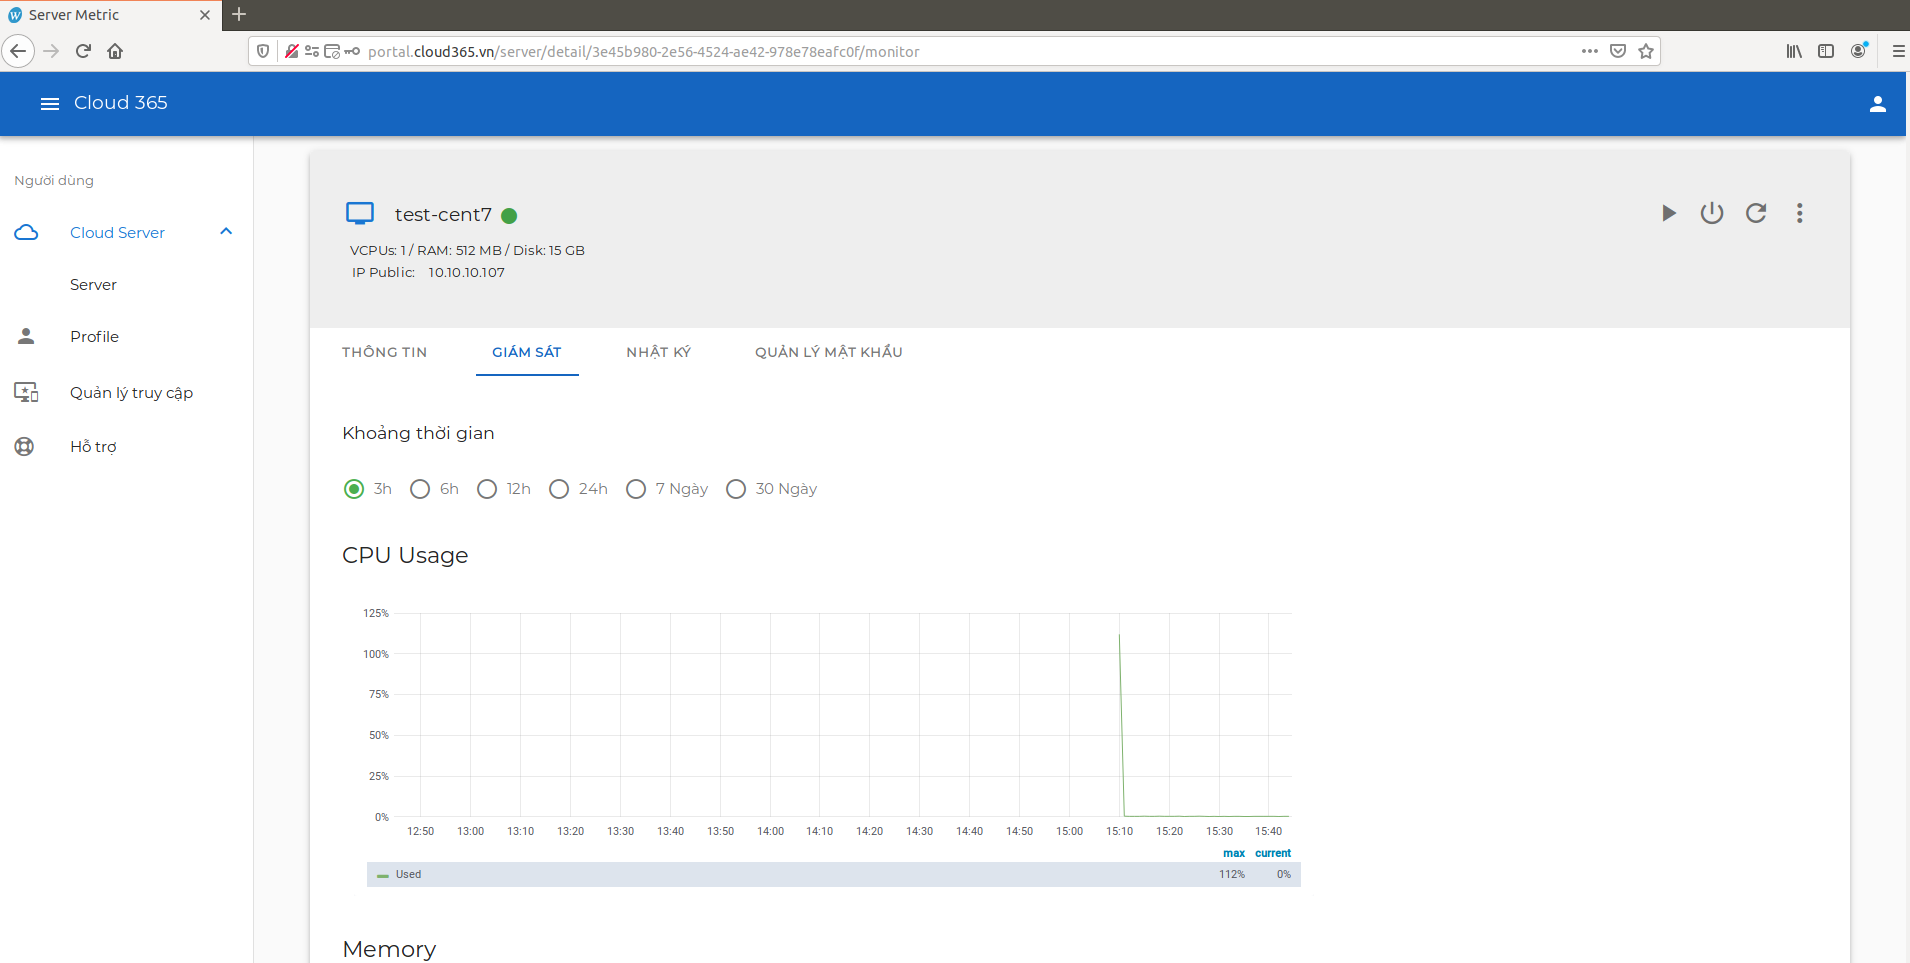 Server Metric
portal.cloud365.vn/server/detail/3e45b980-2e56-4524-ae42-978e78eafc0f/monitor
Cloud 365
Người dùng
Cloud Server
Server
Profile
Quản lý truy cập
Hỗ trợ
test-cent7
VCPUs: 1 / RAM: 512 MB / Disk: 15 GB
IP Public: 10.10.10.107
THÔNG TIN GIÁM SÁT NHẬT KÝ QUẢN LÝ MẬT KHẨU
Khoảng thời gian
3h 6h 12h 24h 7 Ngày 30 Ngày
CPU Usage
125%
100%
75%
50%
25%
0%
12:50 13:00 13:10 13:20 13:30 13:40 13:50 14:00 14:10 14:20 14:30 14:40 14:50 15:00 15:10 15:20 15:30 15:40
max current
Used 112% 0%
Memory